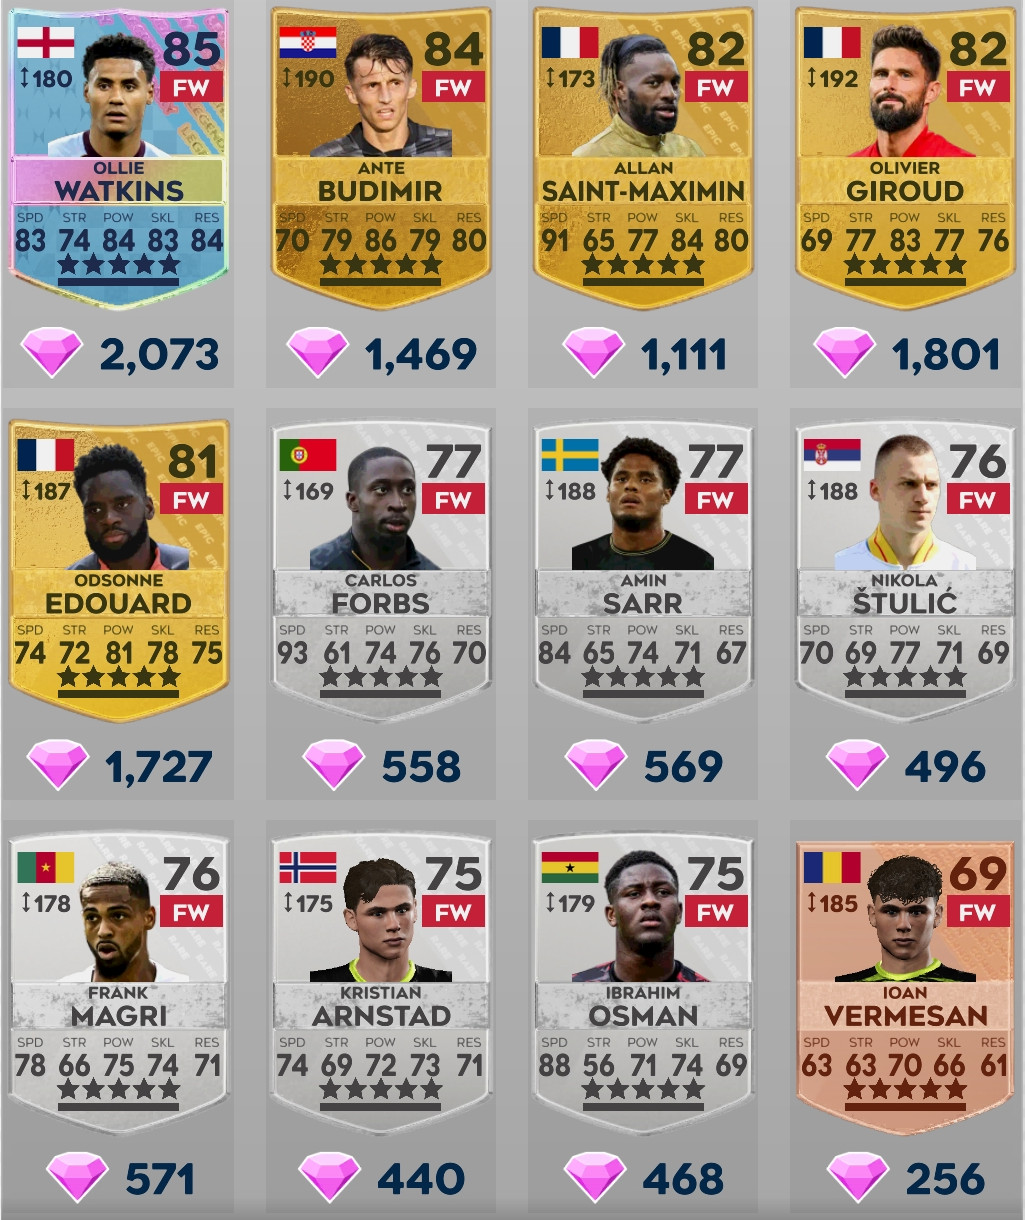 85
↕180
FW
OLLIE
WATKINS
SPD STR POW SKL RES
83 74 84 83 84
2,073
84
↕190
FW
ANTE
BUDIMIR
SPD STR POW SKL RES
70 79 86 79 80
1,469
82
↕173
FW
ALLAN
SAINT-MAXIMIN
SPD STR POW SKL RES
91 65 77 84 80
1,111
82
↕192
FW
OLIVIER
GIROUD
SPD STR POW SKL RES
69 77 83 77 76
1,801
81
↕187
FW
ODSONNE
EDOUARD
SPD STR POW SKL RES
74 72 81 78 75
1,727
77
↕169
FW
CARLOS
FORBS
SPD STR POW SKL RES
93 61 74 76 70
558
77
↕188
FW
AMIN
SARR
SPD STR POW SKL RES
84 65 74 71 67
569
76
↕188
FW
NIKOLA
ŠTULIĆ
SPD STR POW SKL RES
70 69 77 71 69
496
76
↕178
FW
FRANK
MAGRI
SPD STR POW SKL RES
78 66 75 74 71
571
75
↕175
FW
KRISTIAN
ARNSTAD
SPD STR POW SKL RES
74 69 72 73 71
440
75
↕179
FW
IBRAHIM
OSMAN
SPD STR POW SKL RES
88 56 71 74 69
468
69
↕185
FW
IOAN
VERMESAN
SPD STR POW SKL RES
63 63 70 66 61
256